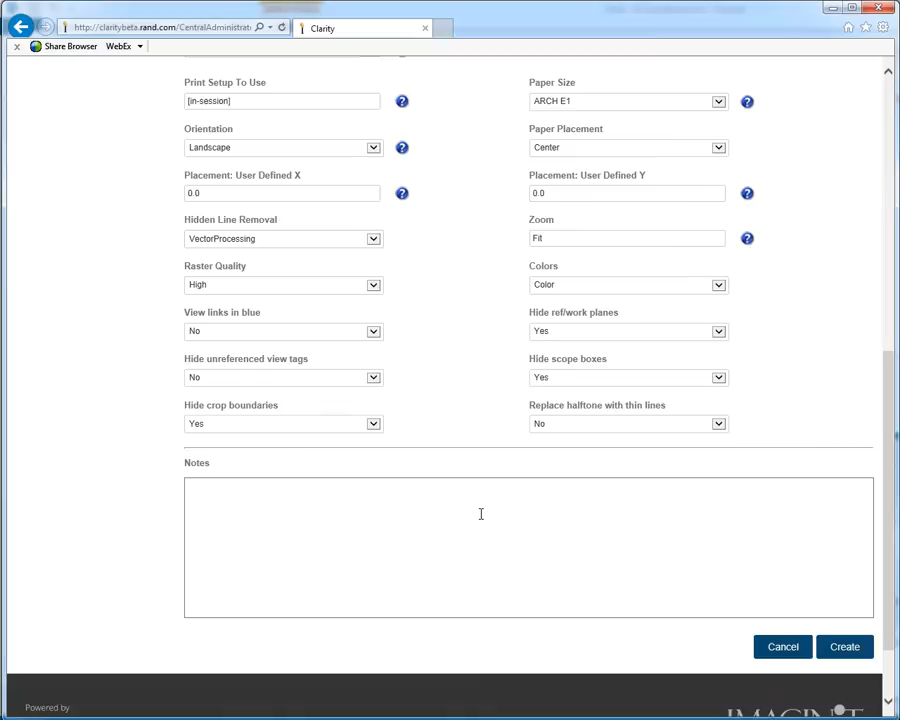 http://claritybeta.rand.com/CentralAdministrat
Clarity
x Share Browser WebEx
Print Setup To Use Paper Size
[in-session] ARCH E1
Orientation Paper Placement
Landscape Center
Placement: User Defined X Placement: User Defined Y
0.0 0.0
Hidden Line Removal Zoom
VectorProcessing Fit
Raster Quality Colors
High Color
View links in blue Hide ref/work planes
No Yes
Hide unreferenced view tags Hide scope boxes
No Yes
Hide crop boundaries Replace halftone with thin lines
Yes No
Notes
Cancel Create
Powered by
IMAGINiT